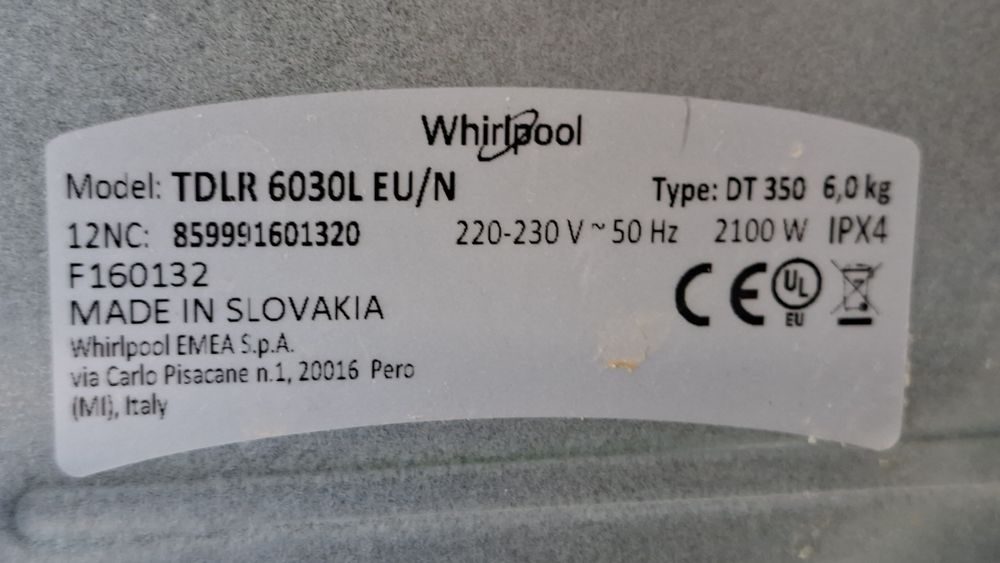 Whirlpool
Model: TDLR 6030L EU/N Type: DT 350 6,0 kg
12NC: 859991601320 220-230 V ~ 50 Hz 2100 W IPX4
F160132
MADE IN SLOVAKIA
CE UL EU
Whirlpool EMEA S.p.A.
via Carlo Pisacane n.1, 20016 Pero
(MI), Italy